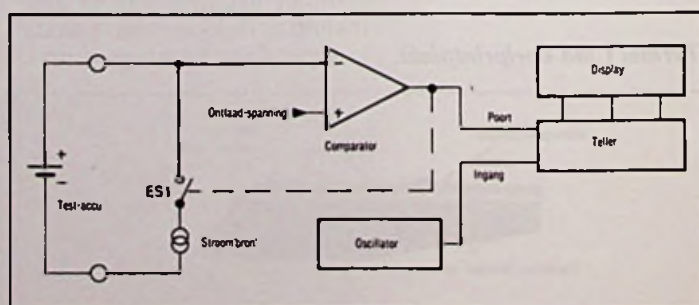 Display
−
Ontlaad-spanning
+
Poort
Teller
Comparator
+
−
Test-accu
ES1
Ingang
Stroom'bron'
Oscillator